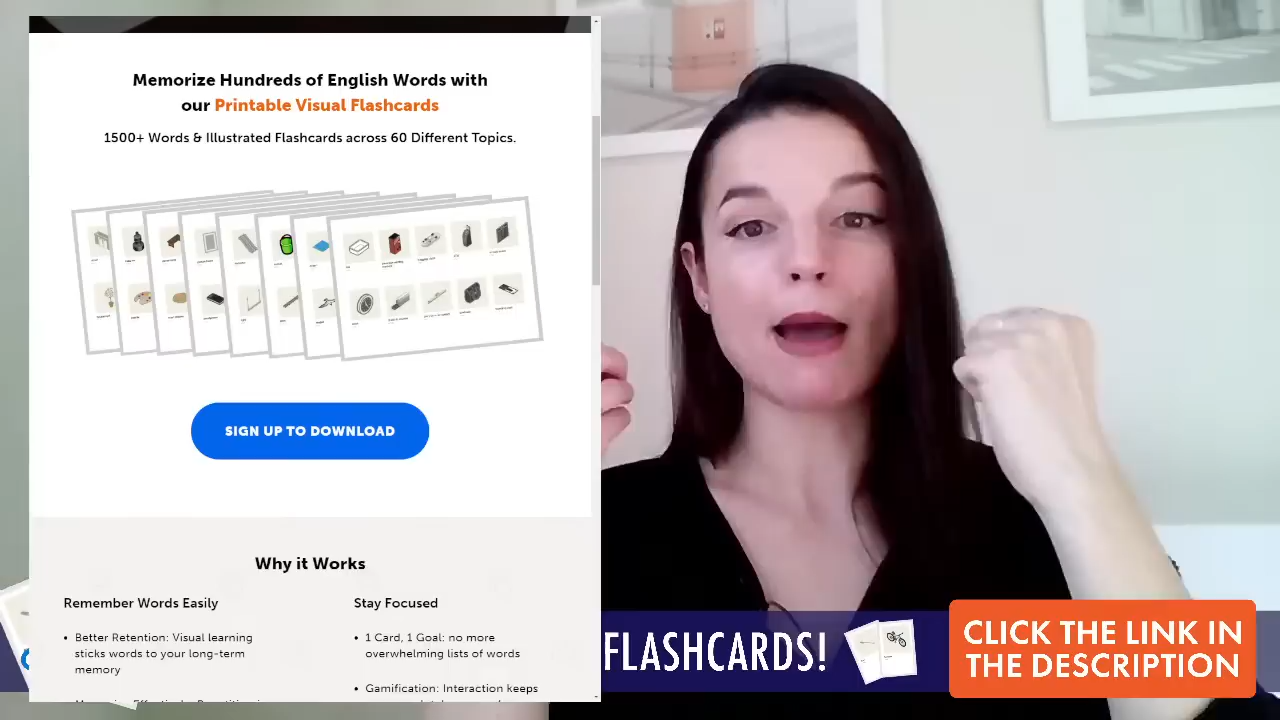 Memorize Hundreds of English Words with
our Printable Visual Flashcards
1500+ Words & Illustrated Flashcards across 60 Different Topics.
SIGN UP TO DOWNLOAD
Why it Works
Remember Words Easily
• Better Retention: Visual learning
sticks words to your long-term
memory
Stay Focused
• 1 Card, 1 Goal: no more
overwhelming lists of words
• Gamification: Interaction keeps
FLASHCARDS!
CLICK THE LINK IN
THE DESCRIPTION